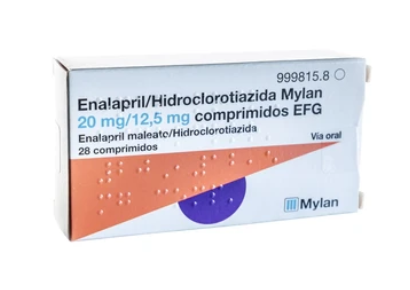 999815.8
Enalapril/Hidroclorotiazida Mylan
20 mg/12,5 mg comprimidos EFG
Enalapril maleate/Hidroclorotiazida
28 comprimidos
Vía oral
Mylan